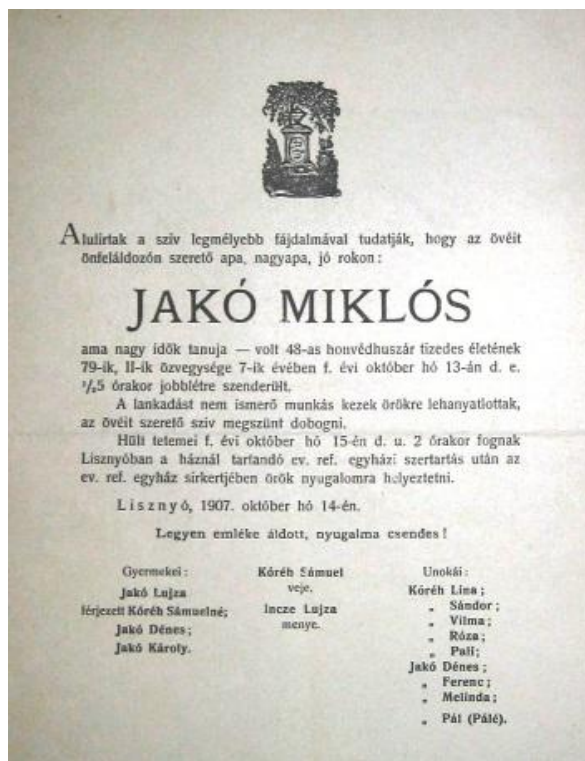 Alulirtak a sziv legmélyebb fájdalmával tudatják, hogy az övéit
önfeláldozón szerető apa, nagyapa, jó rokon:
JAKÓ MIKLÓS
ama nagy idők tanuja — volt 48-as honvédhuszár tizedes életének
79-ik, II-ik özvegysége 7-ik évében f. évi október hó 13-án d. e.
órakor jobblétre szenderült.
A lankadást nem ismerő munkás kezek örökre lehanyatlottak,
az övéit szerető sziv megszünt dobogni.
Hült tetemei f. évi október hó 15-én d. u. 2 órakor fognak
Lisznyóban a háznál tartandó ev. ref. egyházi szertartás után az
ev. ref. egyház sirkertjében örök nyugalomra helyeztetni.
Lisznyó, 1907. október hó 14-én.
Legyen emléke áldott, nyugalma csendes!
Gyermekei:
Jakó Lujza
férjezett Kóréh Sámuelné;
Jakó Dénes;
Jakó Károly.
Kóréh Sámuel
veje.
Incze Lujza
menye.
Unokái:
Kóréh Lina;
„ Sándor;
„ Vilma;
„ Róza;
„ Pali;
Jakó Dénes;
„ Ferenc;
„ Melinda;
„ Pál (Pálé).